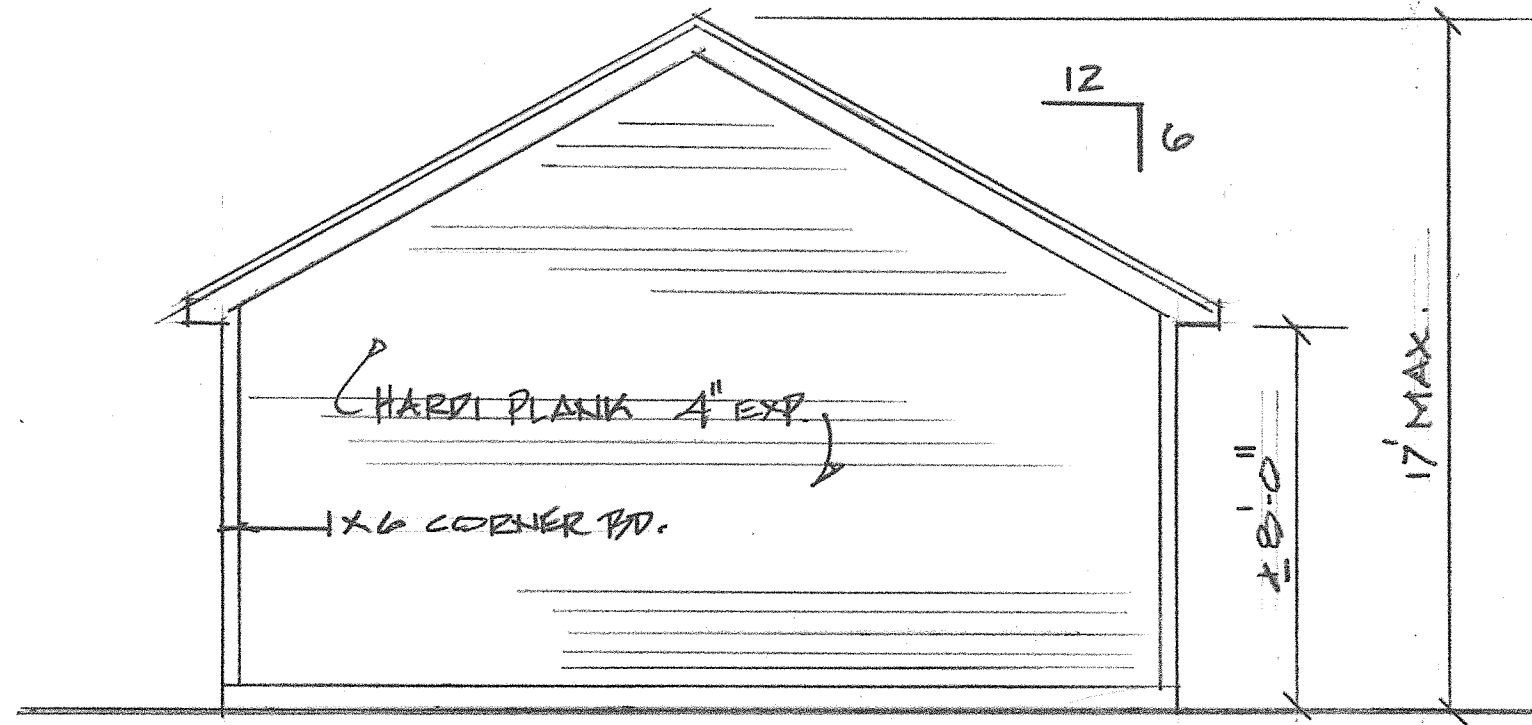 12
6
HARDI PLANK 4" EXP.
1X6 CORNER BD.
± 8'-0"
17' MAX.